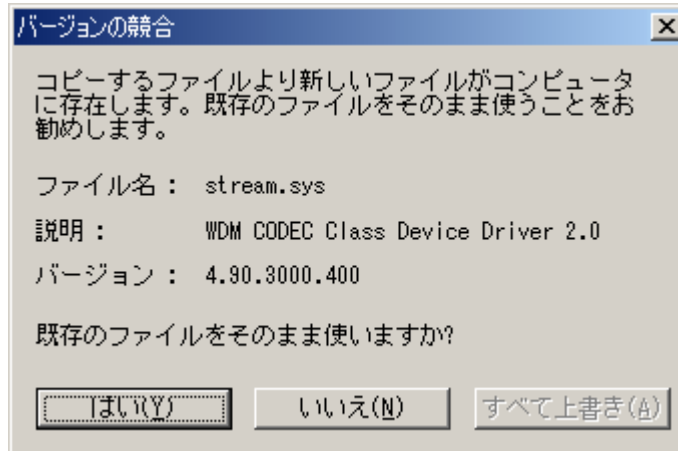 バージョンの競合
コピーするファイルより新しいファイルがコンピュータ
に存在します。既存のファイルをそのまま使うことをお
勧めします。
ファイル名： stream.sys
説明： WDM CODEC Class Device Driver 2.0
バージョン： 4.90.3000.400
既存のファイルをそのまま使いますか?
はい(Y) いいえ(N) すべて上書き(A)